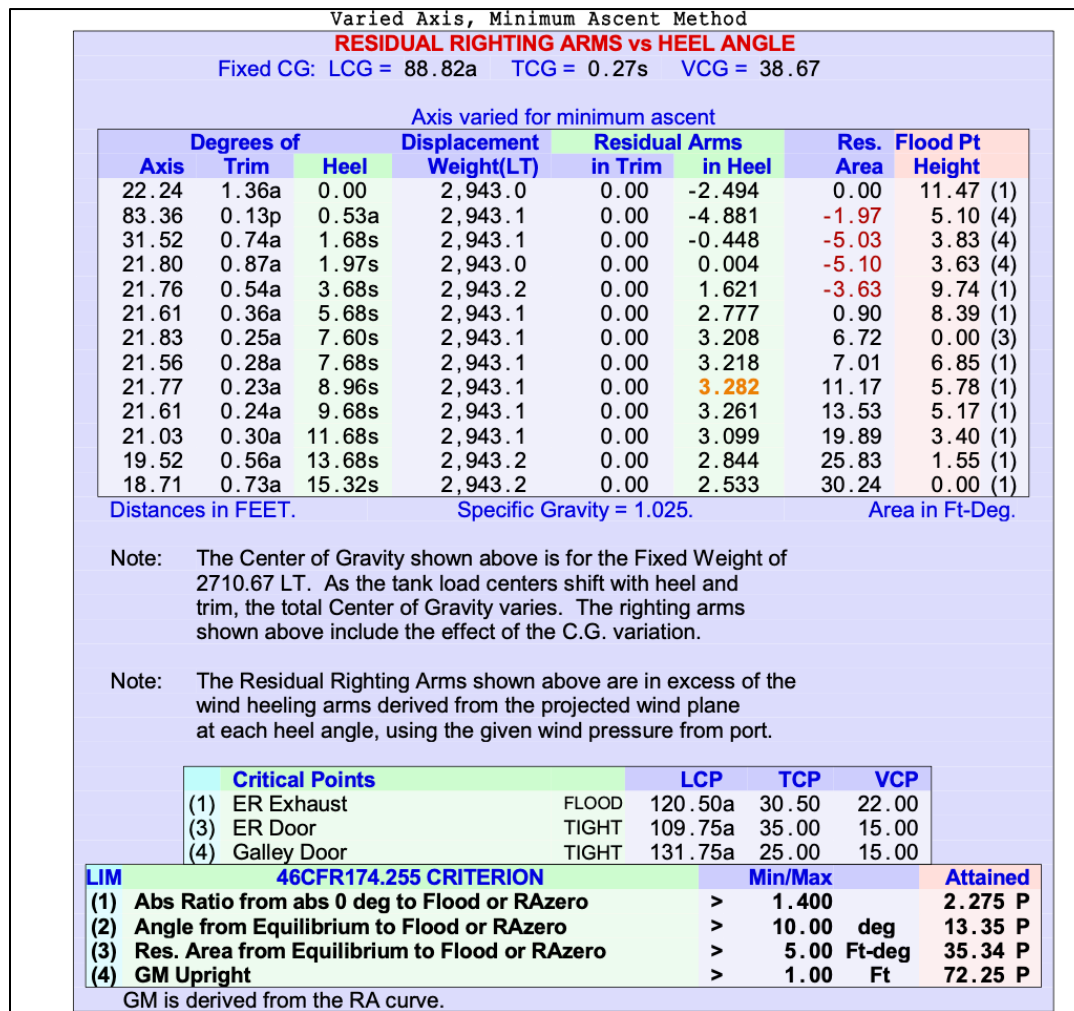 Varied Axis, Minimum Ascent Method
RESIDUAL RIGHTING ARMS vs HEEL ANGLE
Fixed CG: LCG = 88.82a TCG = 0.27s VCG = 38.67
Axis varied for minimum ascent
Degrees of Displacement Residual Arms Res. Flood Pt
Axis Trim Heel Weight(LT) in Trim in Heel Area Height
22.24 1.36a 0.00 2,943.0 0.00 -2.494 0.00 11.47 (1)
83.36 0.13p 0.53a 2,943.1 0.00 -4.881 -1.97 5.10 (4)
31.52 0.74a 1.68s 2,943.1 0.00 -0.448 -5.03 3.83 (4)
21.80 0.87a 1.97s 2,943.0 0.00 0.004 -5.10 3.63 (4)
21.76 0.54a 3.68s 2,943.2 0.00 1.621 -3.63 9.74 (1)
21.61 0.36a 5.68s 2,943.1 0.00 2.777 0.90 8.39 (1)
21.83 0.25a 7.60s 2,943.1 0.00 3.208 6.72 0.00 (3)
21.56 0.28a 7.68s 2,943.1 0.00 3.218 7.01 6.85 (1)
21.77 0.23a 8.96s 2,943.1 0.00 3.282 11.17 5.78 (1)
21.61 0.24a 9.68s 2,943.1 0.00 3.261 13.53 5.17 (1)
21.03 0.30a 11.68s 2,943.1 0.00 3.099 19.89 3.40 (1)
19.52 0.56a 13.68s 2,943.2 0.00 2.844 25.83 1.55 (1)
18.71 0.73a 15.32s 2,943.2 0.00 2.533 30.24 0.00 (1)
Distances in FEET. Specific Gravity = 1.025. Area in Ft-Deg.
Note: The Center of Gravity shown above is for the Fixed Weight of
2710.67 LT. As the tank load centers shift with heel and
trim, the total Center of Gravity varies. The righting arms
shown above include the effect of the C.G. variation.
Note: The Residual Righting Arms shown above are in excess of the
wind heeling arms derived from the projected wind plane
at each heel angle, using the given wind pressure from port.
Critical Points LCP TCP VCP
(1) ER Exhaust FLOOD 120.50a 30.50 22.00
(3) ER Door TIGHT 109.75a 35.00 15.00
(4) Galley Door TIGHT 131.75a 25.00 15.00
LIM 46CFR174.255 CRITERION Min/Max Attained
(1) Abs Ratio from abs 0 deg to Flood or RAzero > 1.400 2.275 P
(2) Angle from Equilibrium to Flood or RAzero > 10.00 deg 13.35 P
(3) Res. Area from Equilibrium to Flood or RAzero > 5.00 Ft-deg 35.34 P
(4) GM Upright > 1.00 Ft 72.25 P
GM is derived from the RA curve.